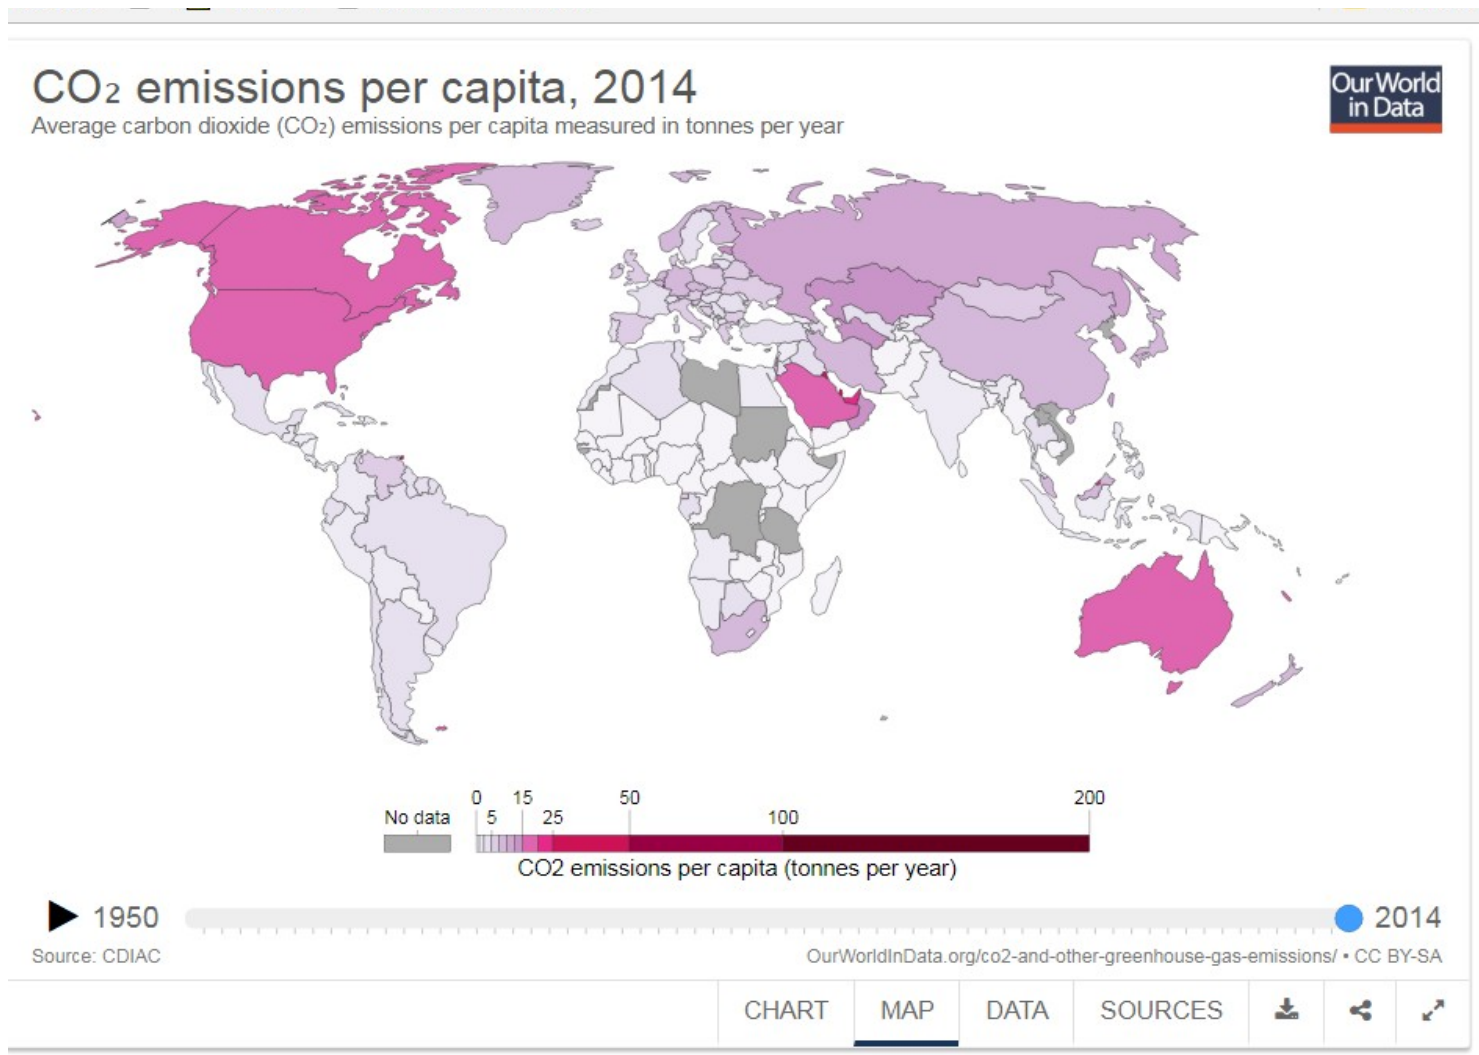 CO₂ emissions per capita, 2014
Average carbon dioxide (CO₂) emissions per capita measured in tonnes per year
Our World
in Data
0 15 50 200
No data 5 25 100
CO2 emissions per capita (tonnes per year)
1950 2014
Source: CDIAC OurWorldInData.org/co2-and-other-greenhouse-gas-emissions/ • CC BY-SA
CHART MAP DATA SOURCES